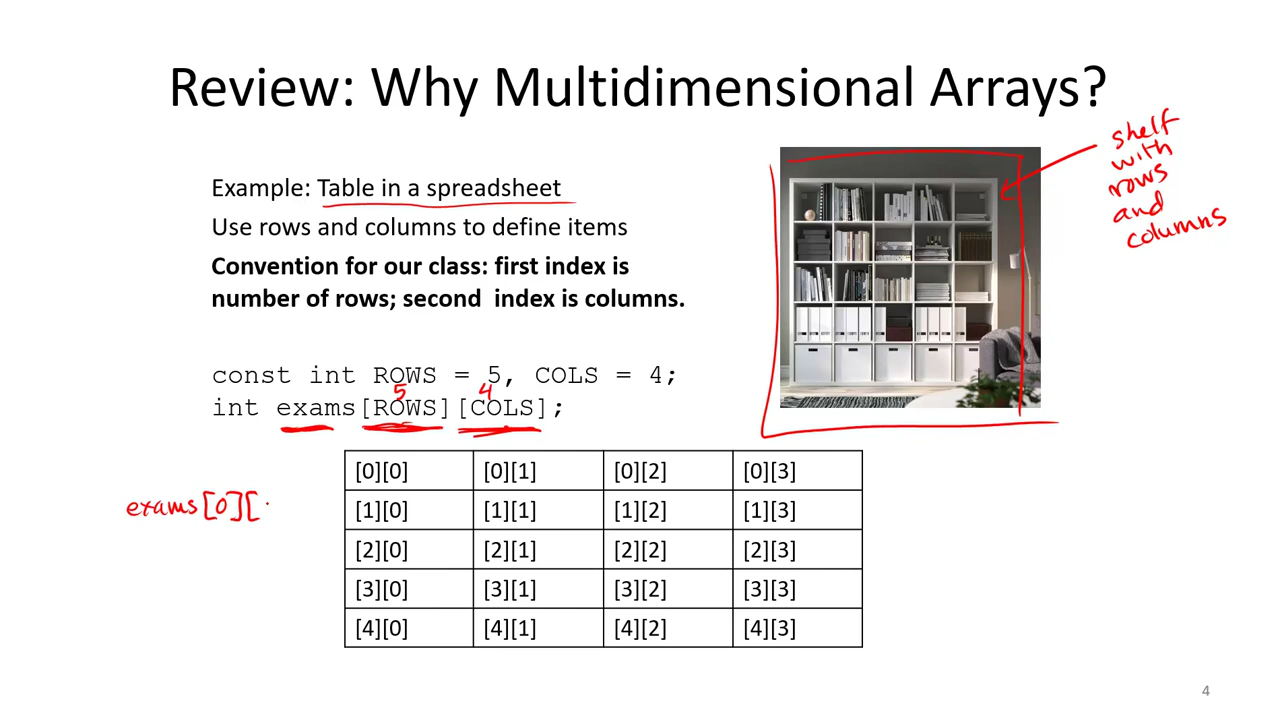 Review: Why Multidimensional Arrays?
Example: Table in a spreadsheet
Use rows and columns to define items
Convention for our class: first index is
number of rows; second index is columns.
shelf
with
rows
and
columns
const int ROWS = 5, COLS = 4;
5 4
int exams[ROWS][COLS];
exams[0][
[0][0] [0][1] [0][2] [0][3]
[1][0] [1][1] [1][2] [1][3]
[2][0] [2][1] [2][2] [2][3]
[3][0] [3][1] [3][2] [3][3]
[4][0] [4][1] [4][2] [4][3]
4